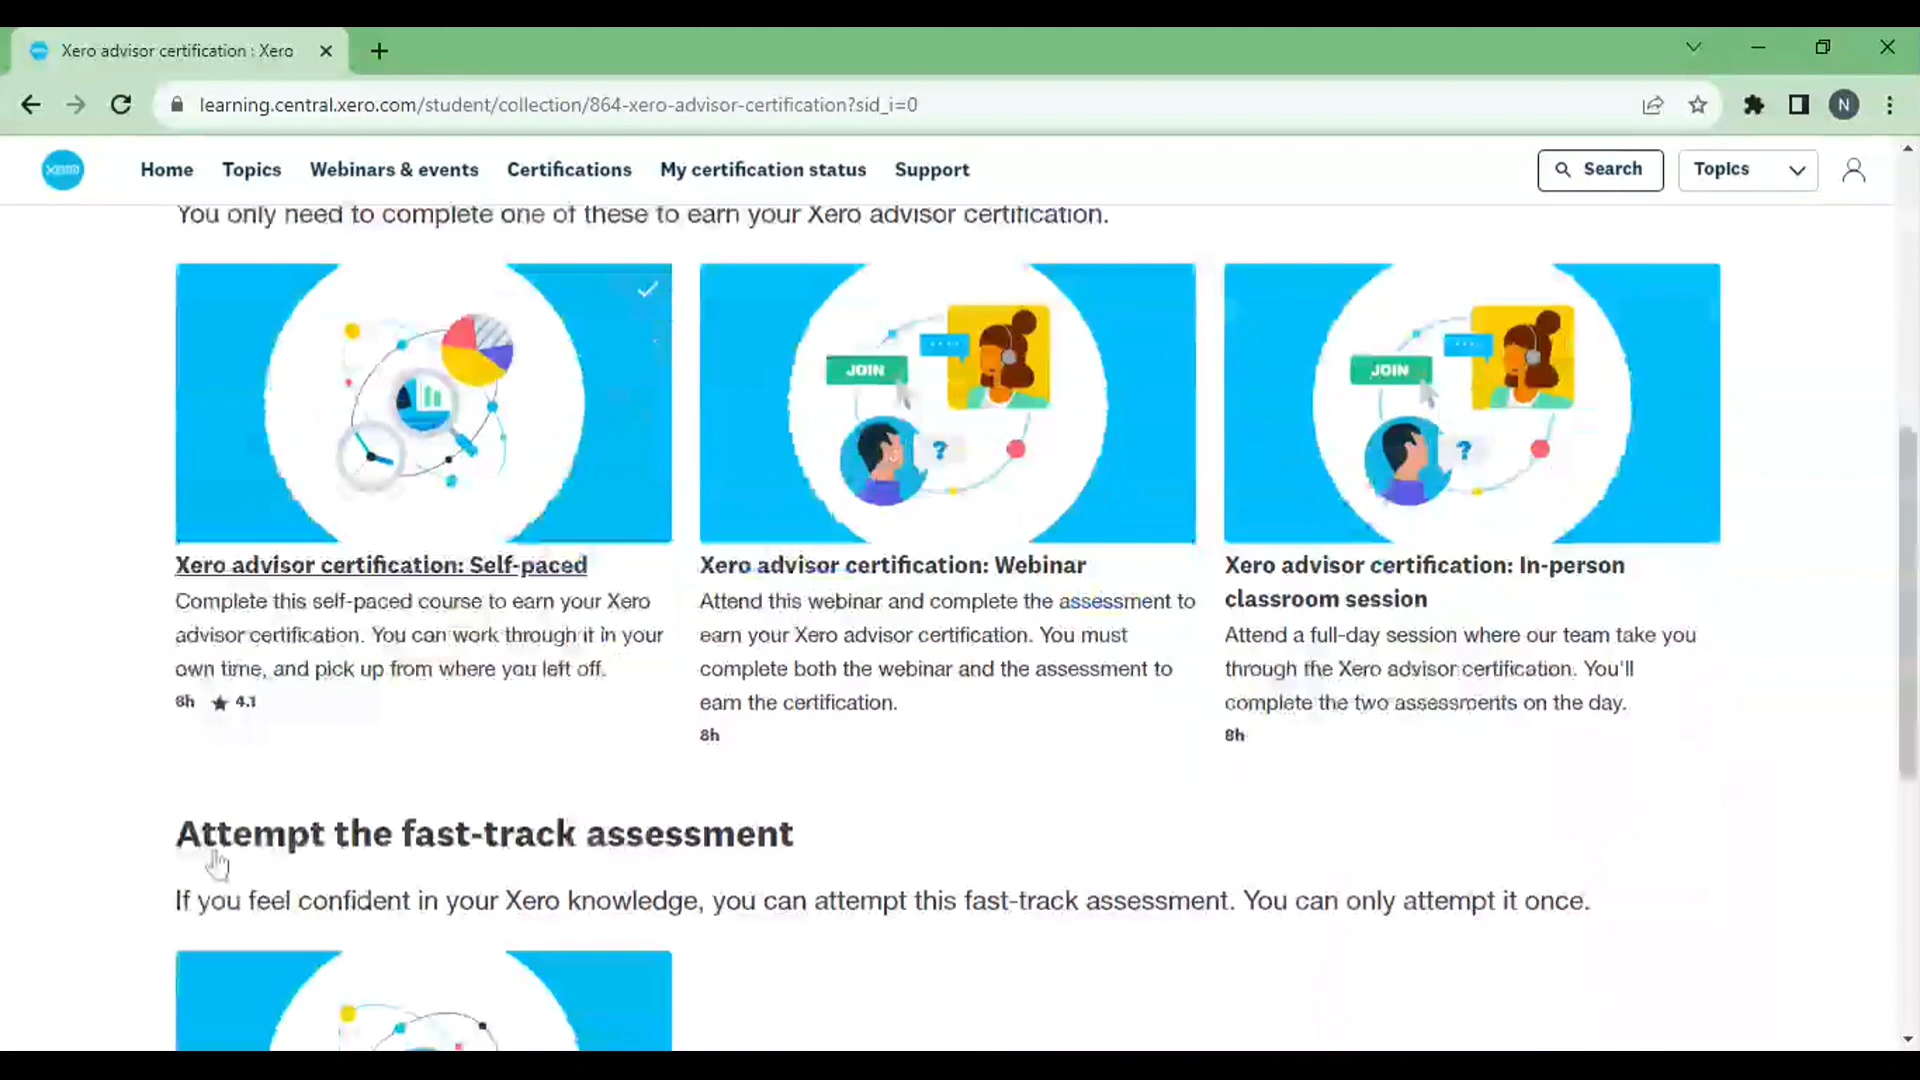 Xero advisor certification : Xero
learning.central.xero.com/student/collection/864-xero-advisor-certification?sid_i=0
N
xero
Home
Topics
Webinars & events
Certifications
My certification status
Support
Search
Topics
You only need to complete one of these to earn your Xero advisor certification.
JOIN
?
JOIN
?
Xero advisor certification: Self-paced
Complete this self-paced course to earn your Xero
advisor certification. You can work through it in your
own time, and pick up from where you left off.
8h ★ 4.1
Xero advisor certification: Webinar
Attend this webinar and complete the assessment to
earn your Xero advisor certification. You must
complete both the webinar and the assessment to
earn the certification.
8h
Xero advisor certification: In-person
classroom session
Attend a full-day session where our team take you
through the Xero advisor certification. You'll
complete the two assessments on the day.
8h
Attempt the fast-track assessment
If you feel confident in your Xero knowledge, you can attempt this fast-track assessment. You can only attempt it once.